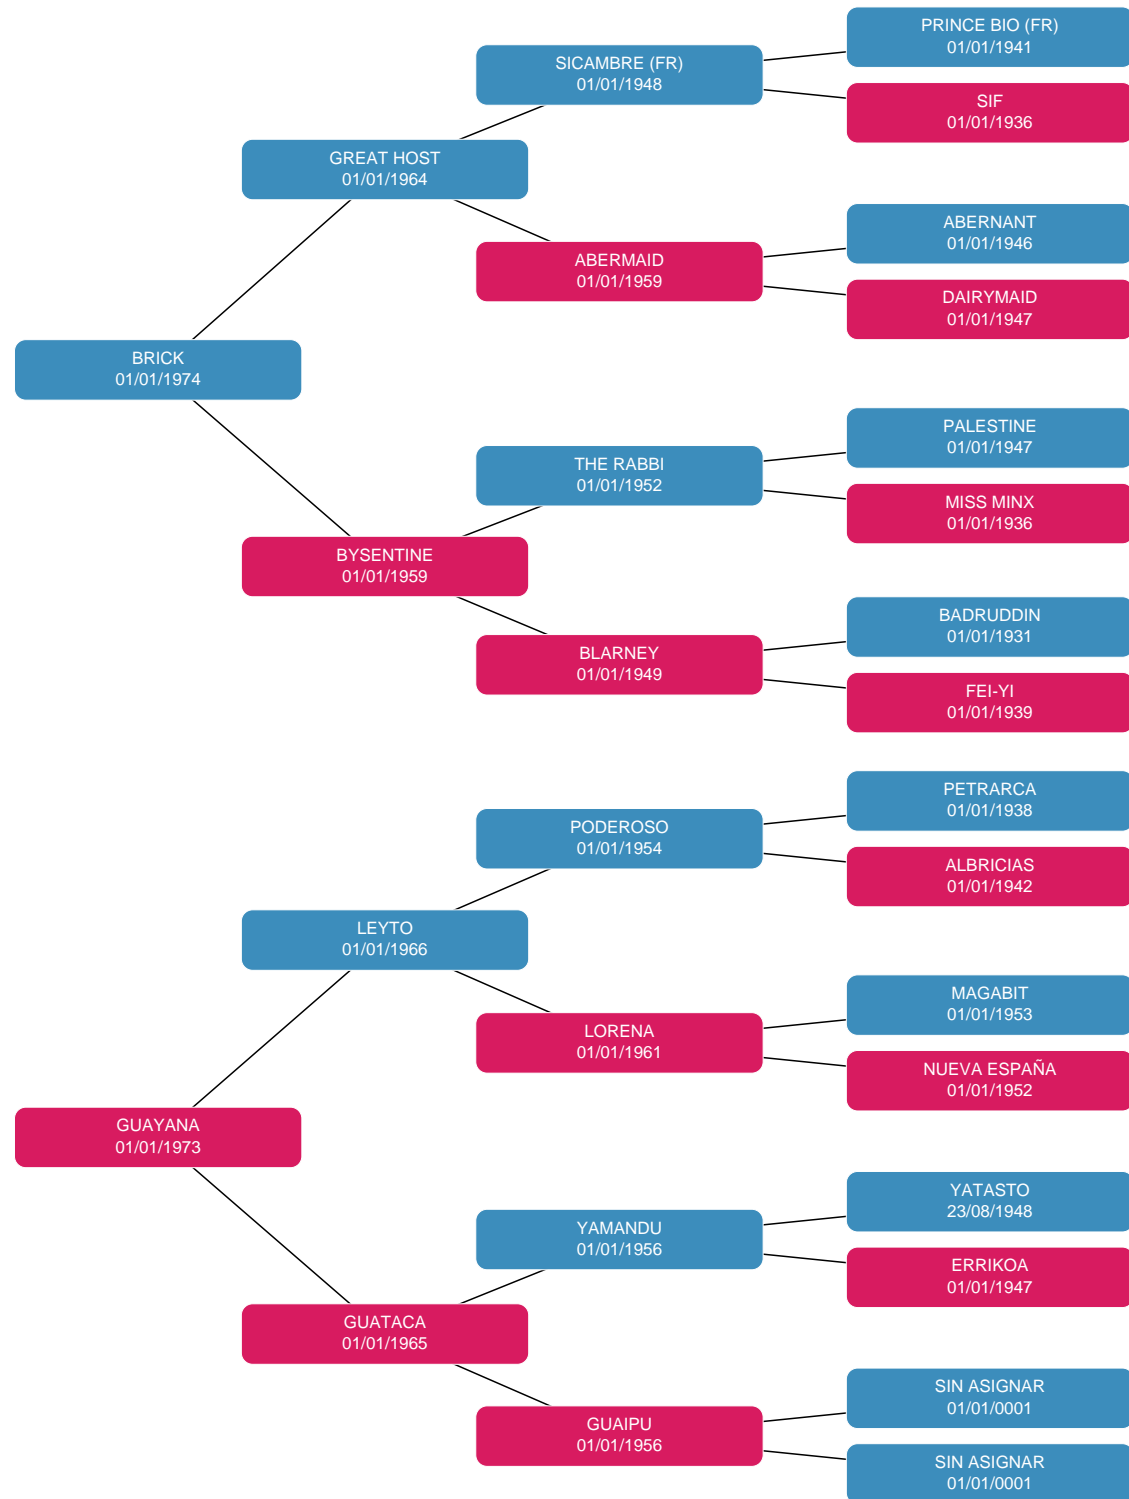 PRINCE BIO (FR)
01/01/1941
SICAMBRE (FR)
01/01/1948
SIF
01/01/1936
GREAT HOST
01/01/1964
ABERNANT
01/01/1946
ABERMAID
01/01/1959
DAIRYMAID
01/01/1947
BRICK
01/01/1974
PALESTINE
01/01/1947
THE RABBI
01/01/1952
MISS MINX
01/01/1936
BYSENTINE
01/01/1959
BADRUDDIN
01/01/1931
BLARNEY
01/01/1949
FEI-YI
01/01/1939
PETRARCA
01/01/1938
PODEROSO
01/01/1954
ALBRICIAS
01/01/1942
LEYTO
01/01/1966
MAGABIT
01/01/1953
LORENA
01/01/1961
NUEVA ESPAÑA
01/01/1952
GUAYANA
01/01/1973
YATASTO
23/08/1948
YAMANDU
01/01/1956
ERRIKOA
01/01/1947
GUATACA
01/01/1965
SIN ASIGNAR
01/01/0001
GUAIPU
01/01/1956
SIN ASIGNAR
01/01/0001